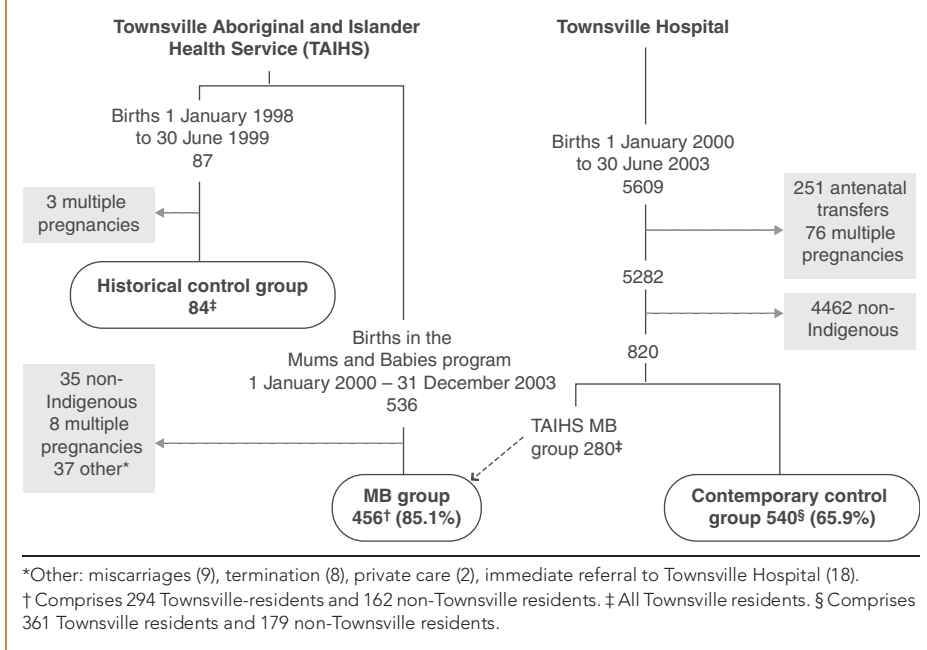 Townsville Aboriginal and Islander
Health Service (TAIHS)
Births 1 January 1998
to 30 June 1999
87
3 multiple
pregnancies
Historical control group
84‡
Births in the
Mums and Babies program
1 January 2000 – 31 December 2003
536
35 non-
Indigenous
8 multiple
pregnancies
37 other*
MB group
456† (85.1%)
Townsville Hospital
Births 1 January 2000
to 30 June 2003
5609
251 antenatal
transfers
76 multiple
pregnancies
5282
4462 non-
Indigenous
820
TAIHS MB
group 280‡
Contemporary control
group 540§ (65.9%)
*Other: miscarriages (9), termination (8), private care (2), immediate referral to Townsville Hospital (18).
† Comprises 294 Townsville-residents and 162 non-Townsville residents. ‡ All Townsville residents. § Comprises
361 Townsville residents and 179 non-Townsville residents.